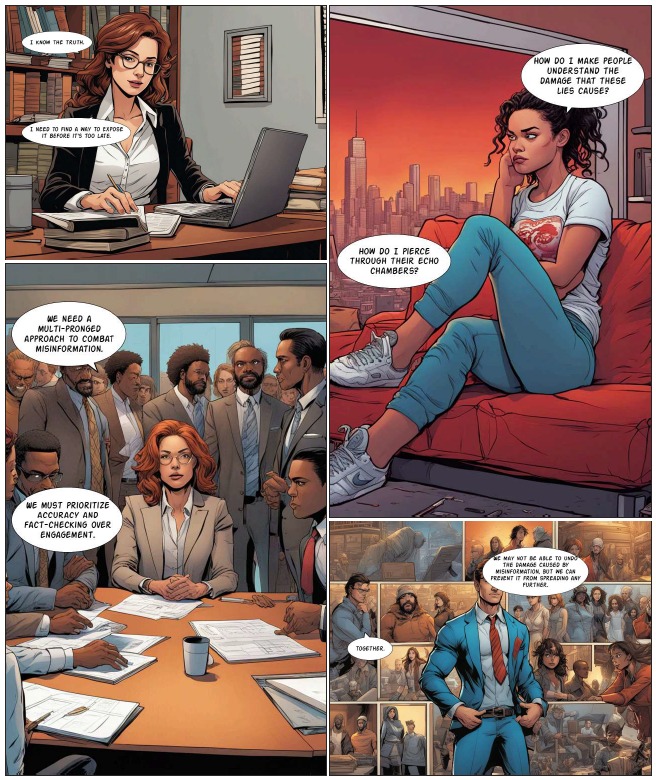 I KNOW THE TRUTH.
I NEED TO FIND A WAY TO EXPOSE
IT BEFORE IT'S TOO LATE.
HOW DO I MAKE PEOPLE
UNDERSTAND THE
DAMAGE THAT THESE
LIES CAUSE?
HOW DO I PIERCE
THROUGH THEIR ECHO
CHAMBERS?
WE NEED A
MULTI-PRONGED
APPROACH TO COMBAT
MISINFORMATION.
WE MUST PRIORITIZE
ACCURACY AND
FACT-CHECKING OVER
ENGAGEMENT.
WE MAY NOT BE ABLE TO UNDO
THE DAMAGE CAUSED BY
MISINFORMATION, BUT WE CAN
PREVENT IT FROM SPREADING ANY
FURTHER.
TOGETHER.